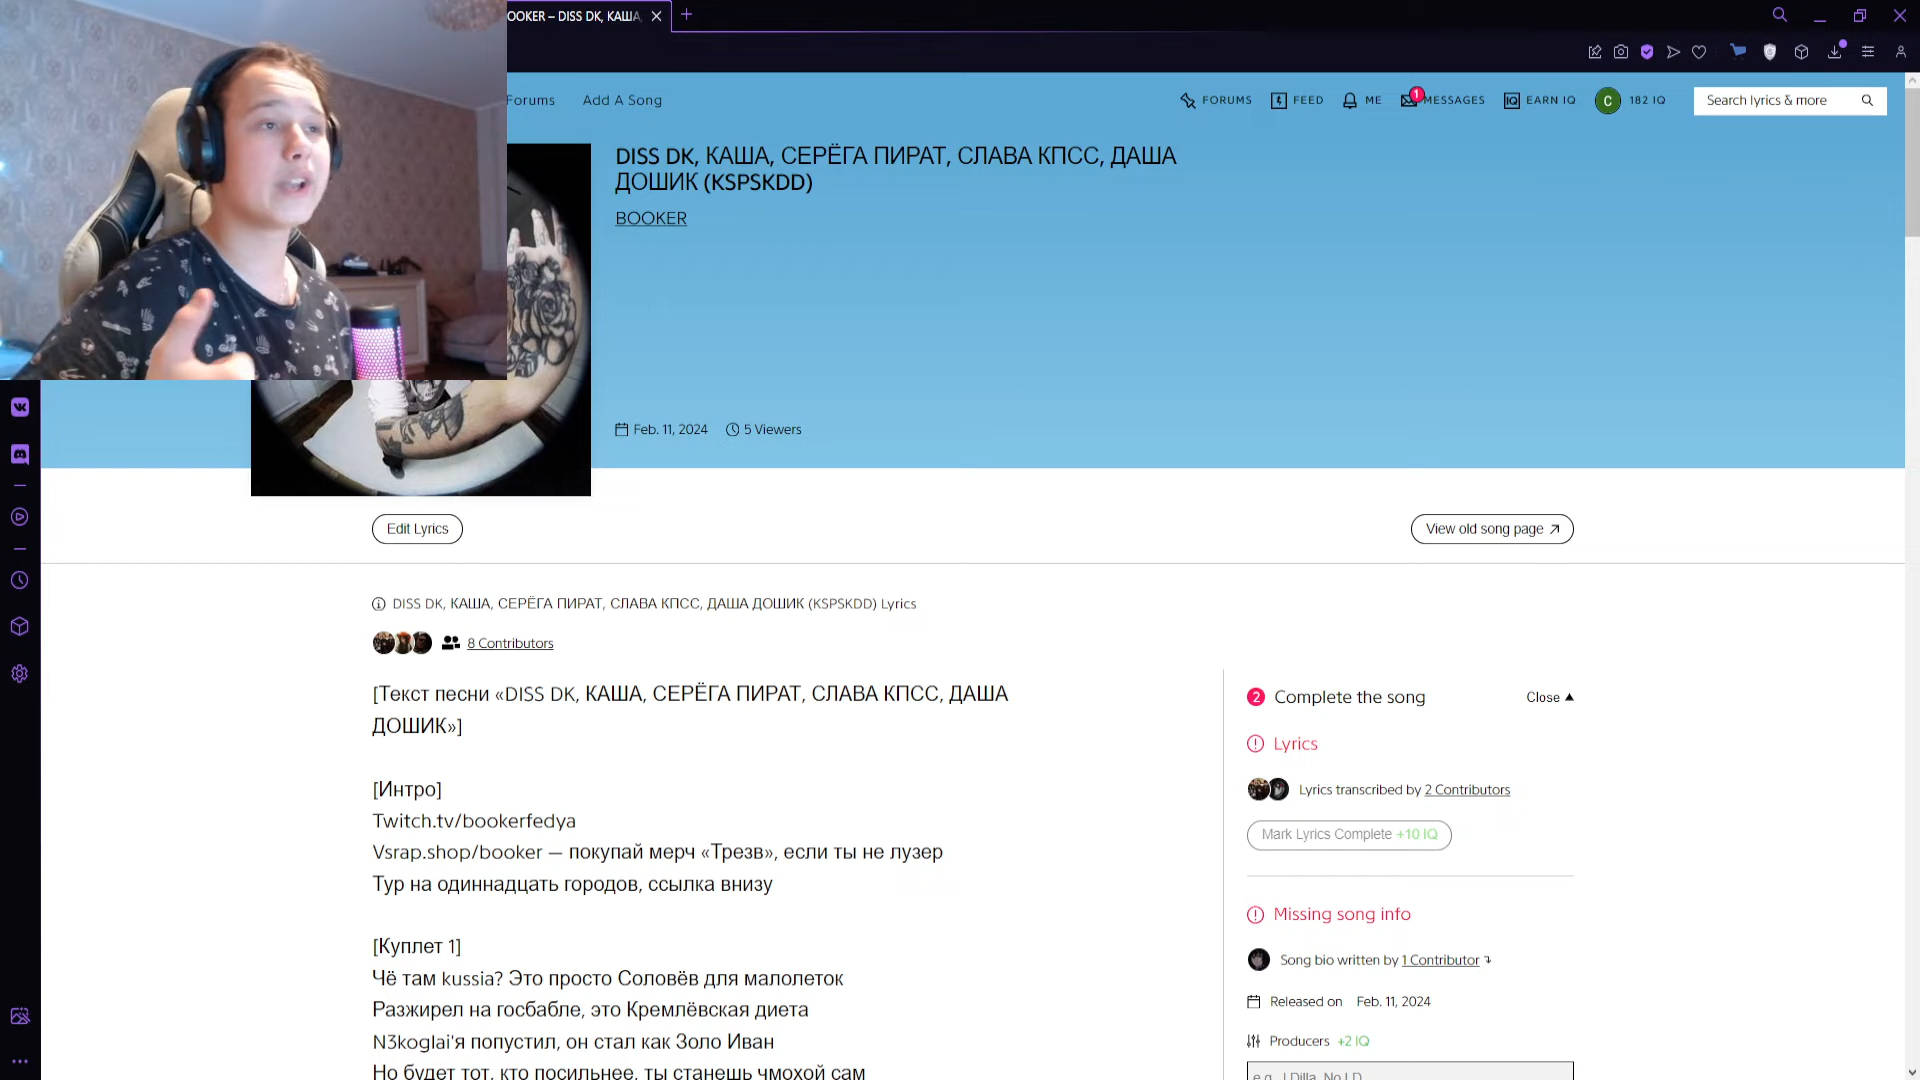 OOKER – DISS DK, КАША,
Forums
Add A Song
FORUMS
FEED
ME
1
MESSAGES
EARN IQ
C
182 IQ
Search lyrics & more
DISS DK, КАША, СЕРЁГА ПИРАТ, СЛАВА КПСС, ДАША
ДОШИК (KSPSKDD)
BOOKER
Feb. 11, 2024
5 Viewers
Edit Lyrics
View old song page
DISS DK, КАША, СЕРЁГА ПИРАТ, СЛАВА КПСС, ДАША ДОШИК (KSPSKDD) Lyrics
8 Contributors
[Текст песни «DISS DK, КАША, СЕРЁГА ПИРАТ, СЛАВА КПСС, ДАША
ДОШИК»]
[Интро]
Twitch.tv/bookerfedya
Vsrap.shop/booker — покупай мерч «Трезв», если ты не лузер
Тур на одиннадцать городов, ссылка внизу
[Куплет 1]
Чё там kussia? Это просто Соловёв для малолеток
Разжирел на госбабле, это Кремлёвская диета
N3koglai'я попустил, он стал как Золо Иван
Но будет тот, кто посильнее, ты станешь чмохой сам
2 Complete the song
Close
Lyrics
Lyrics transcribed by 2 Contributors
Mark Lyrics Complete +10 IQ
Missing song info
Song bio written by 1 Contributor
Released on Feb. 11, 2024
Producers +2 IQ
e.g., J Dilla, No I.D.